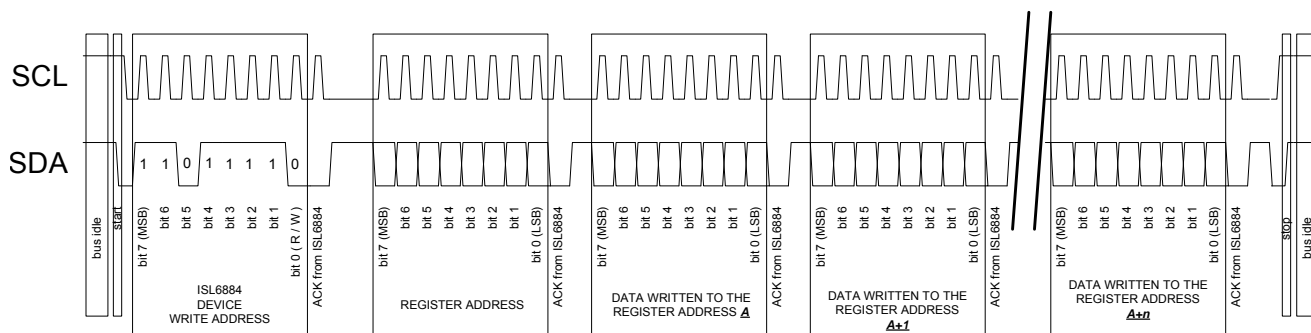 SCL
SDA
1 1 0 1 1 1 1 0
bus idle
start
bit 7 (MSB)
bit 6
bit 5
bit 4
bit 3
bit 2
bit 1
bit 0 ( R / W )
ACK from ISL6884
bit 7 (MSB)
bit 6
bit 5
bit 4
bit 3
bit 2
bit 1
bit 0 (LSB)
ACK from ISL6884
bit 7 (MSB)
bit 6
bit 5
bit 4
bit 3
bit 2
bit 1
bit 0 (LSB)
ACK from ISL6884
bit 7 (MSB)
bit 6
bit 5
bit 4
bit 3
bit 2
bit 1
bit 0 (LSB)
ACK from ISL6884
bit 7 (MSB)
bit 6
bit 5
bit 4
bit 3
bit 2
bit 1
bit 0 (LSB)
ACK from ISL6884
stop
bus idle
ISL6884
DEVICE
WRITE ADDRESS
REGISTER ADDRESS
DATA WRITTEN TO THE
REGISTER ADDRESS A
DATA WRITTEN TO THE
REGISTER ADDRESS
A+1
DATA WRITTEN TO THE
REGISTER ADDRESS
A+n